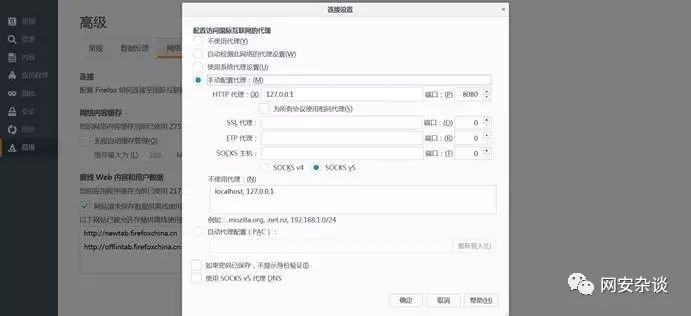 连接设置
高级
常规
数据反馈
网络
连接
配置 Firefox 如何连接至国际互联
网络内容缓存
您的网络内容缓存当前已使用 275
无视自动缓存管理(O)
缓存最大为 (L) 350 M
离线 Web 内容和用户数据
您的应用程序缓存当前已使用 217
网站请求保存数据供离线使用
以下网站已被允许存储供离线使用
http://newtab.firefoxchina.cn
http://offlintab.firefoxchina.cn
常规
搜索
内容
应用程序
隐私
安全
同步
高级
配置访问国际互联网的代理
不使用代理(Y)
自动检测此网络的代理设置(W)
使用系统代理设置(U)
手动配置代理：(M)
HTTP 代理：(X) 127.0.0.1 端口：(P) 8080
为所有协议使用相同代理(S)
SSL 代理： 端口：(O) 0
FTP 代理： 端口：(R) 0
SOCKS 主机： 端口：(T) 0
SOCKS v4 SOCKS v5
不使用代理：(N)
localhost, 127.0.0.1
例如：.mozilla.org, .net.nz, 192.168.1.0/24
自动代理配置（PAC）：
重新载入(E)
如果密码已保存，不提示身份验证(I)
使用 SOCKS v5 代理 DNS
确定 取消 帮助(H)
网安杂谈